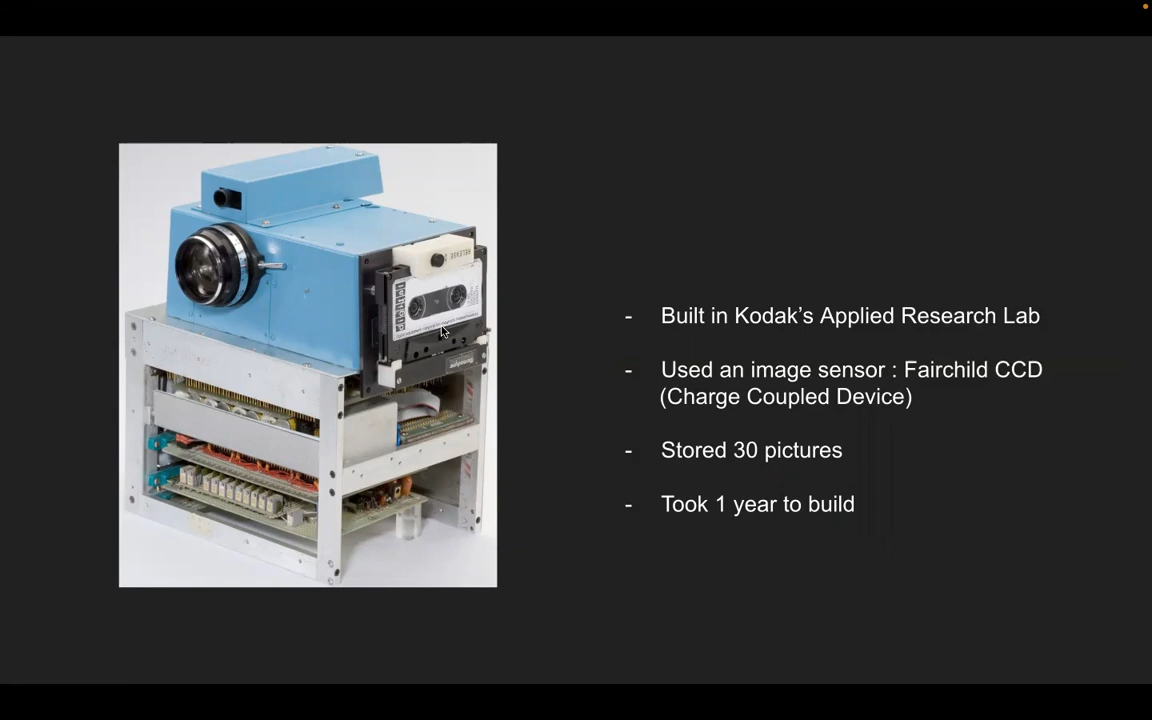 RELEASE
- Built in Kodak’s Applied Research Lab
- Used an image sensor : Fairchild CCD
(Charge Coupled Device)
- Stored 30 pictures
- Took 1 year to build